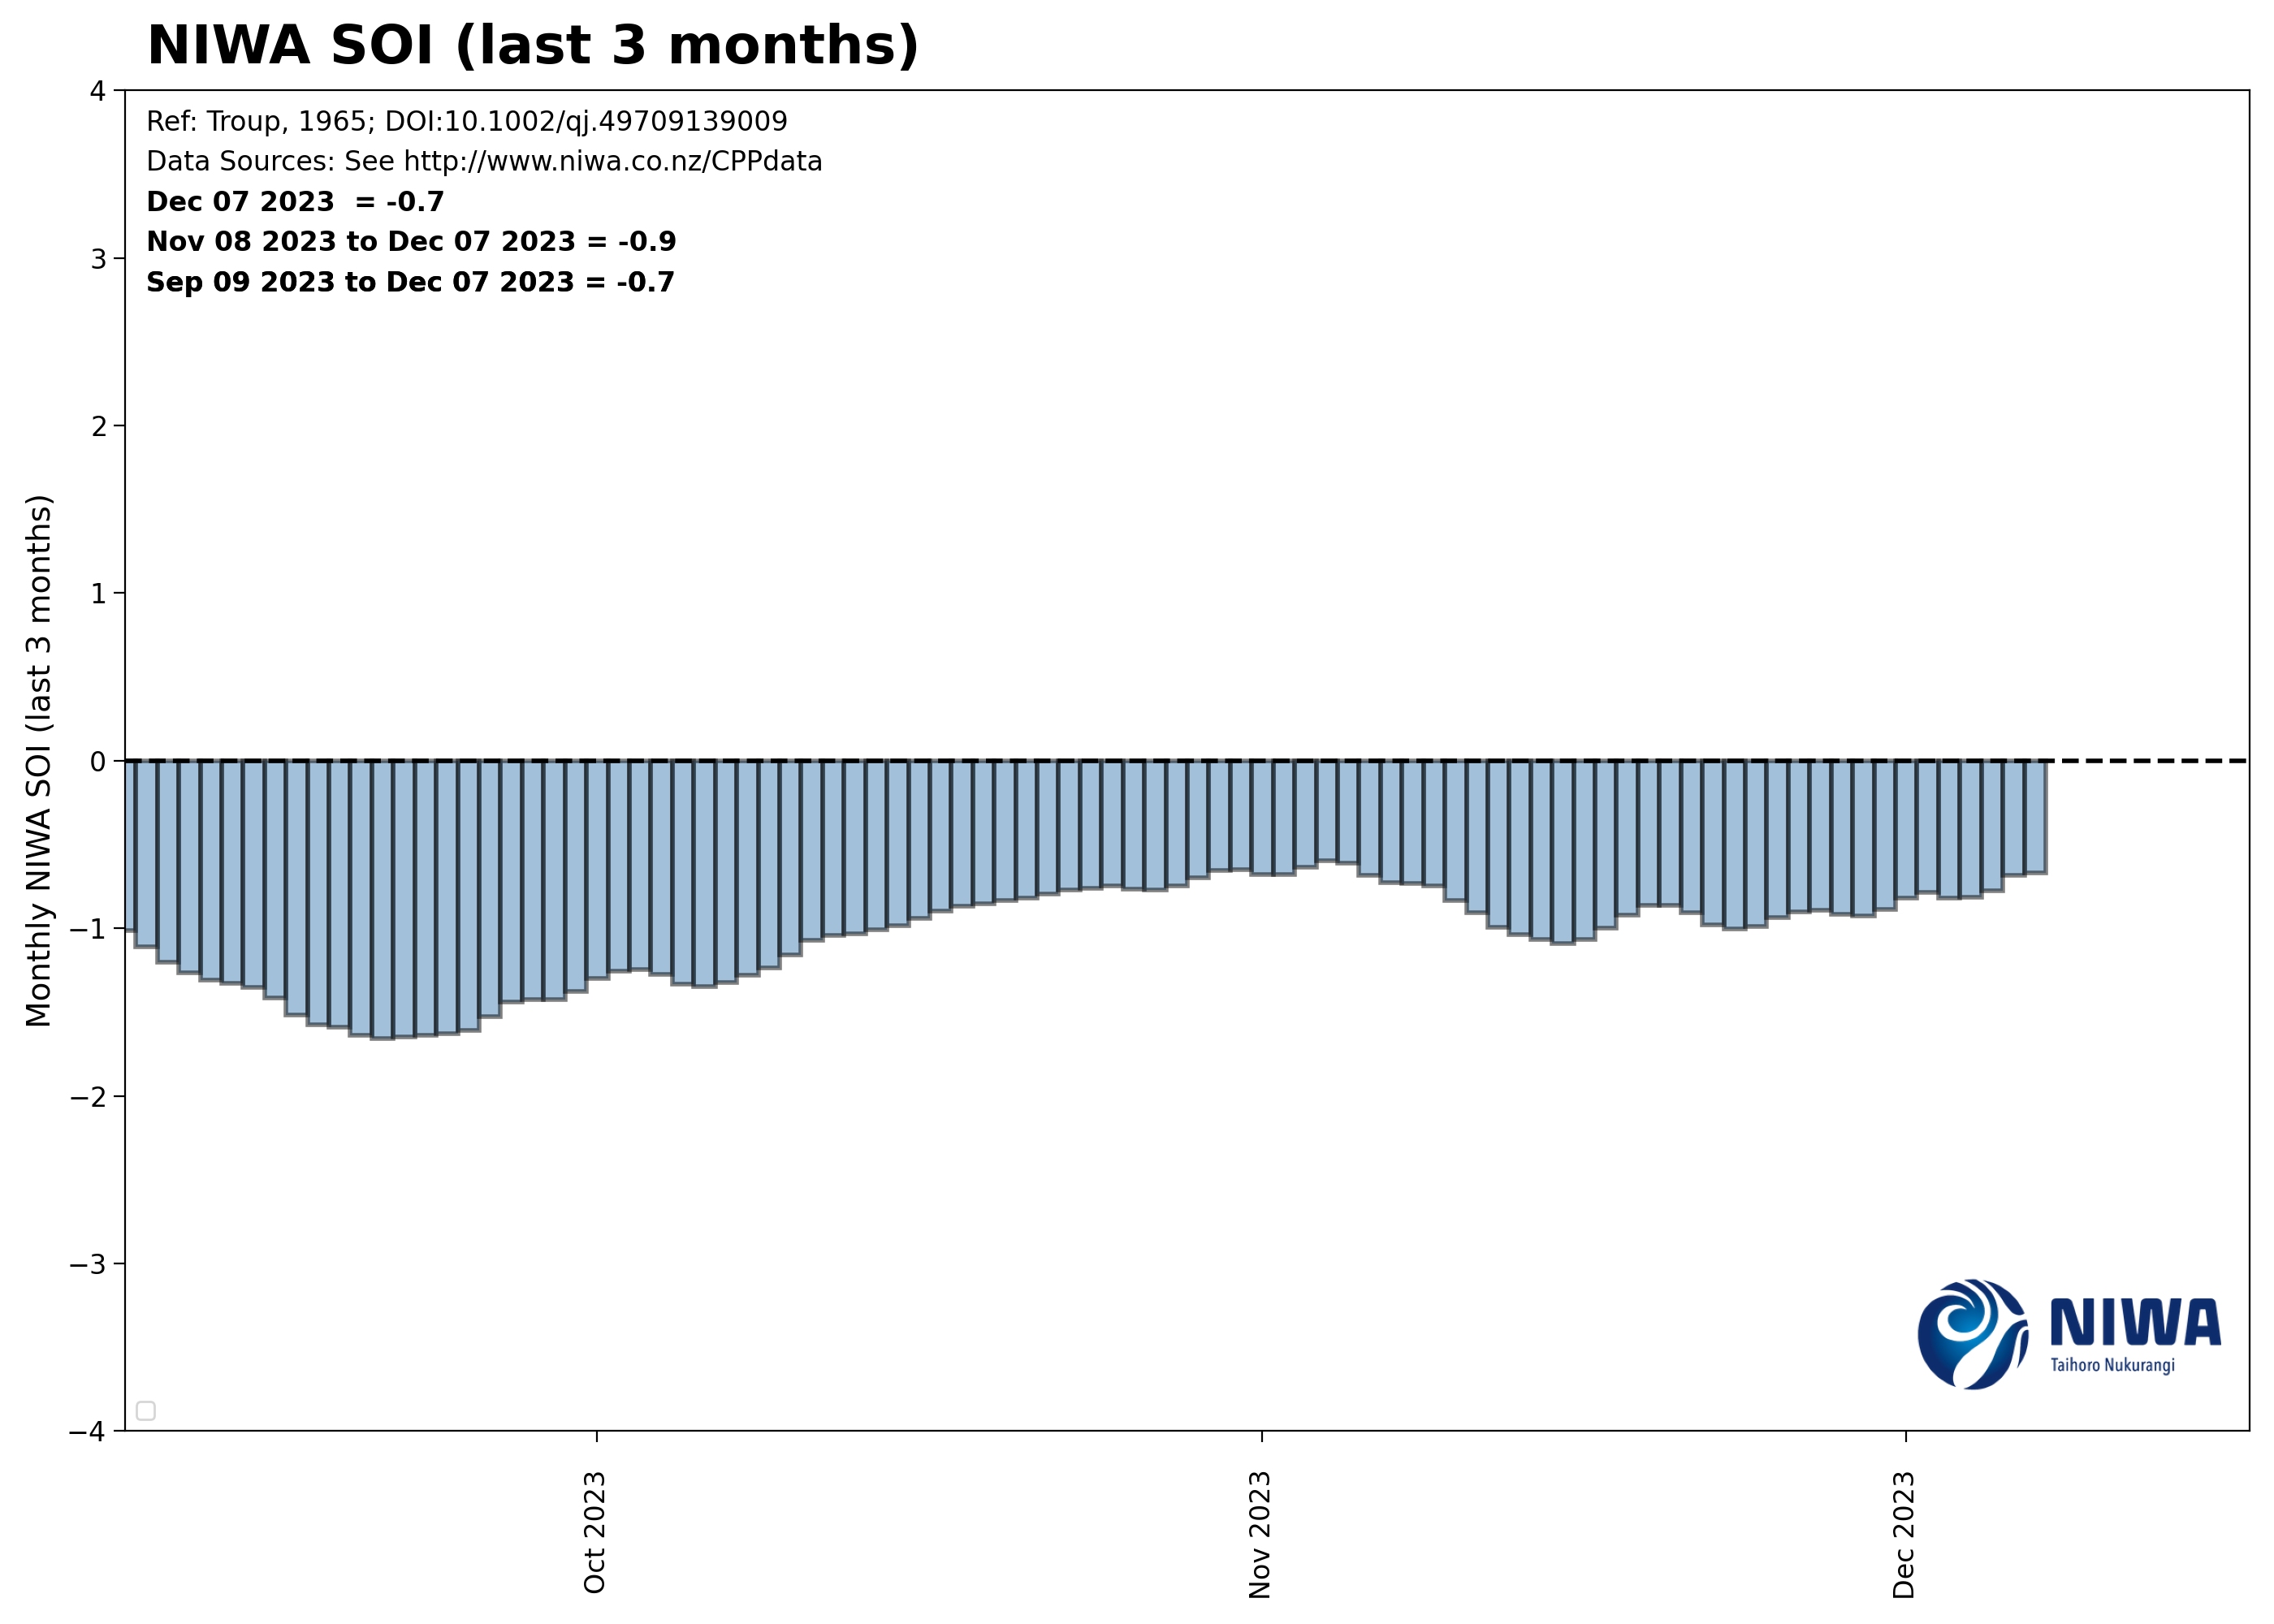 NIWA SOI (last 3 months)
Ref: Troup, 1965; DOI:10.1002/qj.49709139009
Data Sources: See http://www.niwa.co.nz/CPPdata
Dec 07 2023  = -0.7
Nov 08 2023 to Dec 07 2023 = -0.9
Sep 09 2023 to Dec 07 2023 = -0.7
Monthly NIWA SOI (last 3 months)
4
3
2
1
0
−1
−2
−3
−4
NIWA
Taihoro Nukurangi
Oct 2023
Nov 2023
Dec 2023